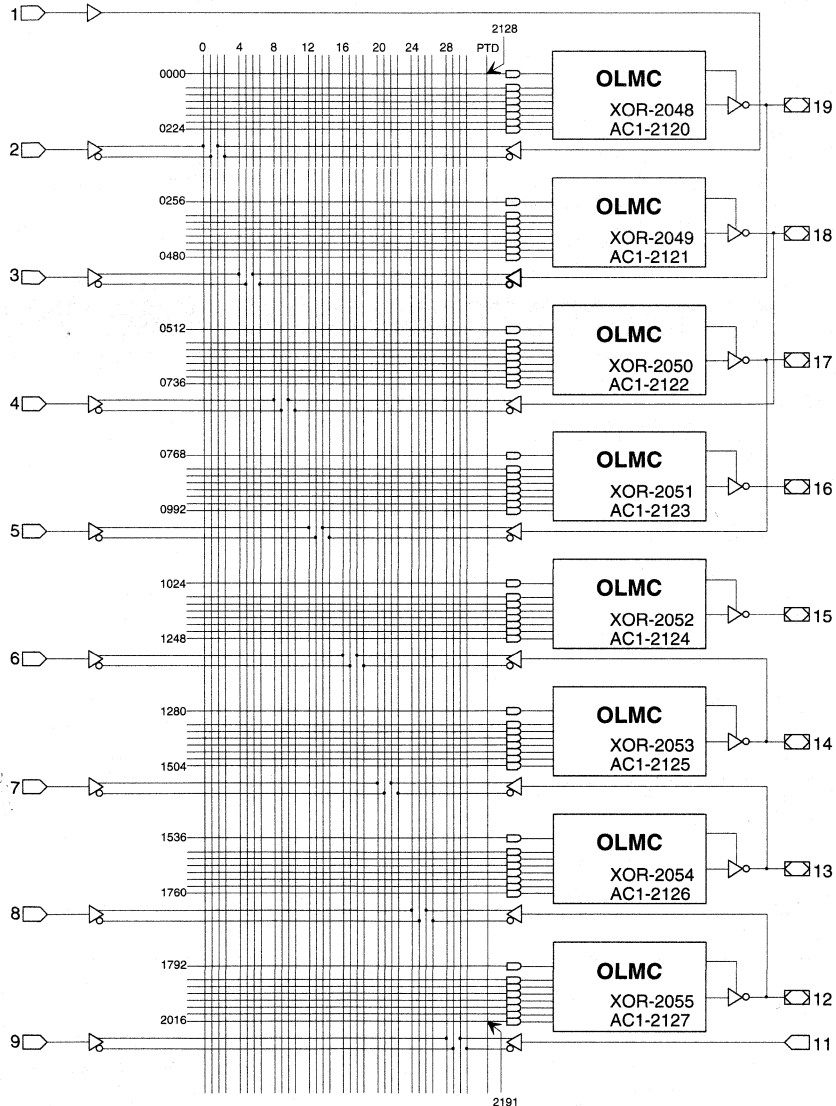 1
2128
0 4 8 12 16 20 24 28 PTD
0000
OLMC
XOR-2048
19
AC1-2120
0224
2
0256
OLMC
18
XOR-2049
AC1-2121
0480
3
0512
OLMC
XOR-2050
17
AC1-2122
0736
4
0768
OLMC
XOR-2051
16
AC1-2123
0992
5
1024
OLMC
XOR-2052
15
AC1-2124
1248
6
1280
OLMC
XOR-2053
14
AC1-2125
1504
7
1536
OLMC
XOR-2054
13
AC1-2126
1760
8
1792
OLMC
XOR-2055
12
AC1-2127
2016
9
11
2191